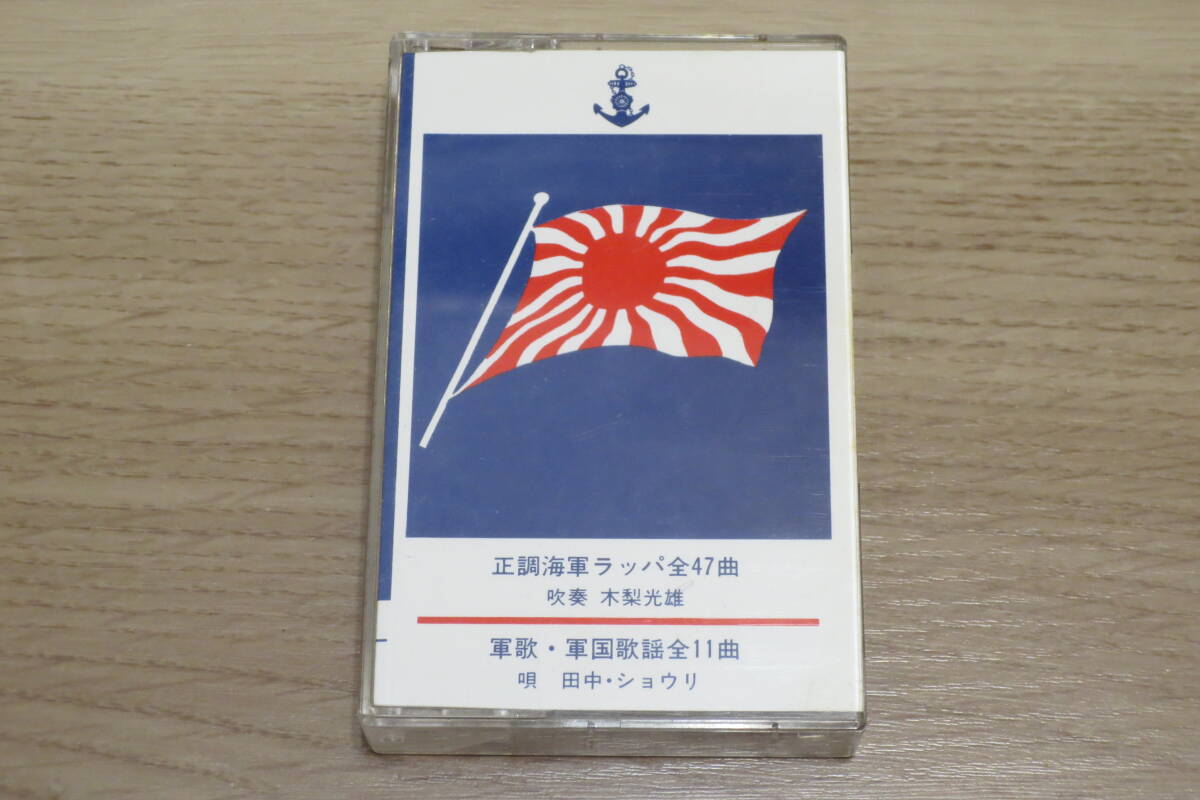 正調海軍ラッパ全47曲
吹奏 木梨光雄
軍歌・軍国歌謡全11曲
唄 田中・ショウリ